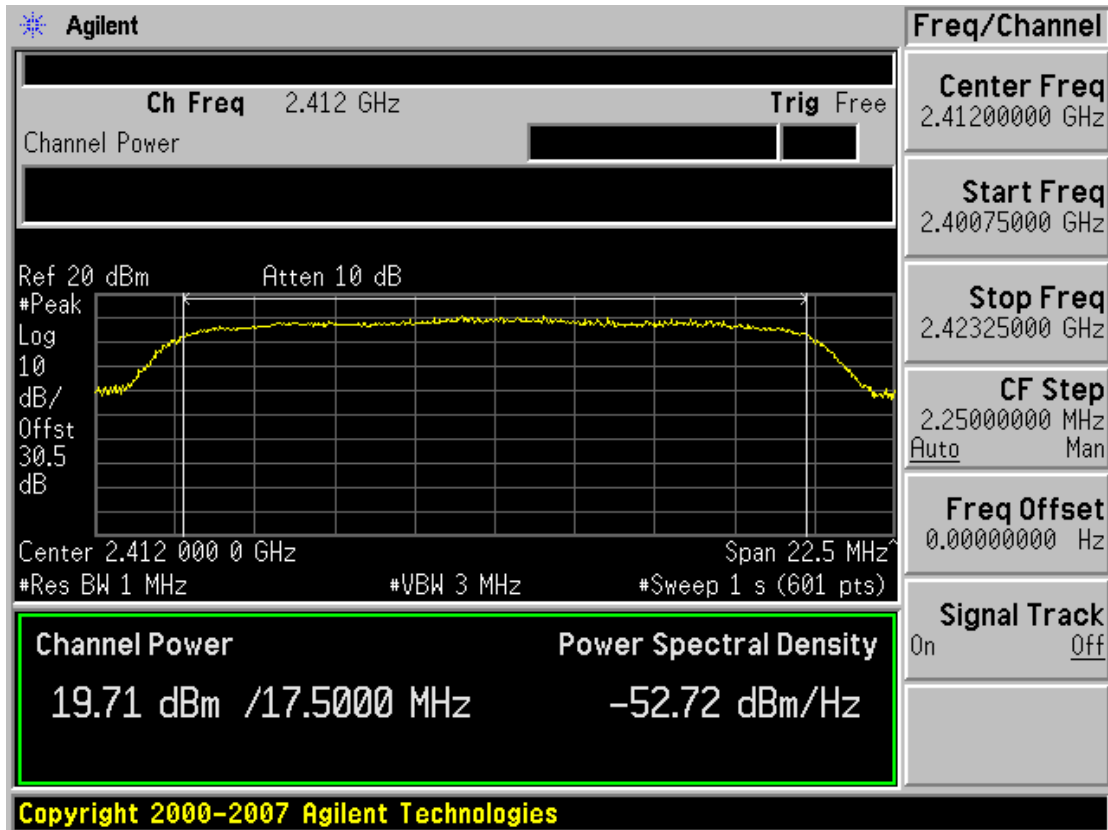 Agilent
Ch Freq 2.412 GHz Trig Free
Channel Power
Ref 20 dBm Atten 10 dB
#Peak
Log
10
dB/
Offst
30.5
dB
Center 2.412 000 0 GHz Span 22.5 MHz^
#Res BW 1 MHz #VBW 3 MHz #Sweep 1 s (601 pts)
Channel Power Power Spectral Density
19.71 dBm /17.5000 MHz -52.72 dBm/Hz
Copyright 2000-2007 Agilent Technologies
Freq/Channel
Center Freq
2.41200000 GHz
Start Freq
2.40075000 GHz
Stop Freq
2.42325000 GHz
CF Step
2.25000000 MHz
Auto Man
Freq Offset
0.00000000 Hz
Signal Track
On Off